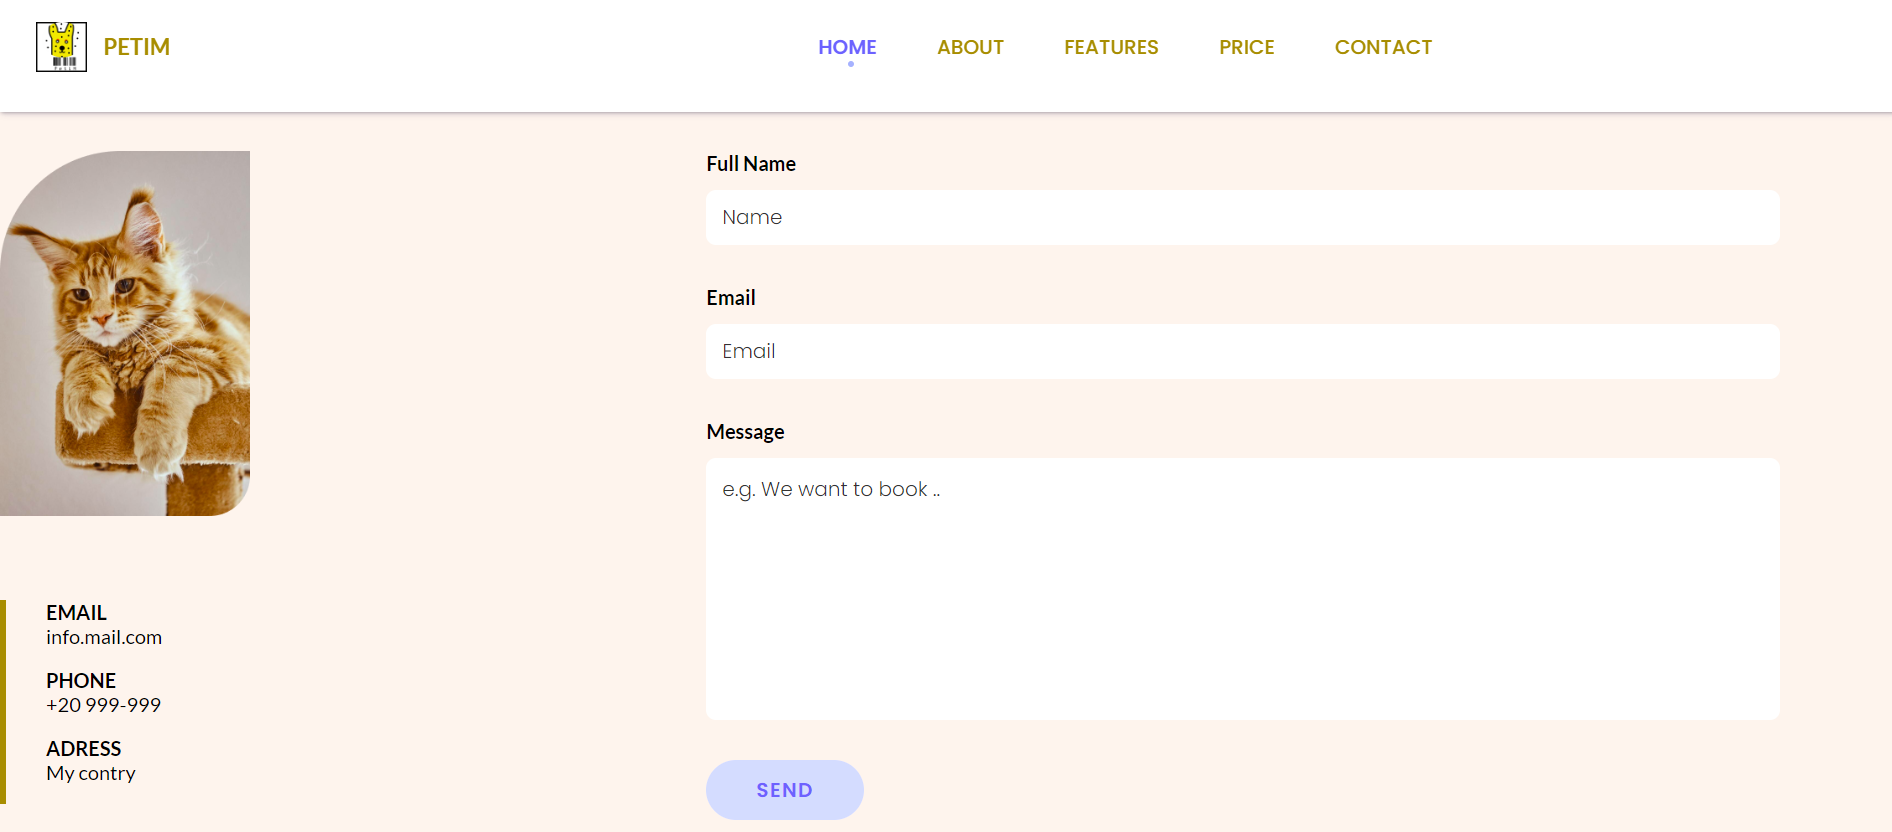 PETIM
HOME ABOUT FEATURES PRICE CONTACT
Full Name
Name
Email
Email
Message
e.g. We want to book ..
SEND
EMAIL
info.mail.com
PHONE
+20 999-999
ADRESS
My contry